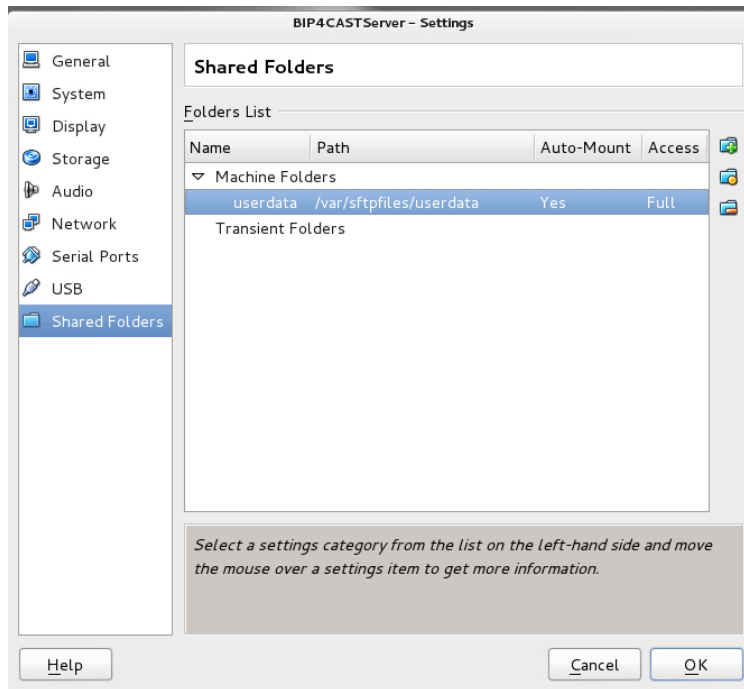 BIP4CASTServer – Settings
General
System
Display
Storage
Audio
Network
Serial Ports
USB
Shared Folders
Shared Folders
Folders List
Name Path Auto-Mount Access
Machine Folders
userdata /var/sftpfiles/userdata Yes Full
Transient Folders
Select a settings category from the list on the left-hand side and move
the mouse over a settings item to get more information.
Help Cancel OK